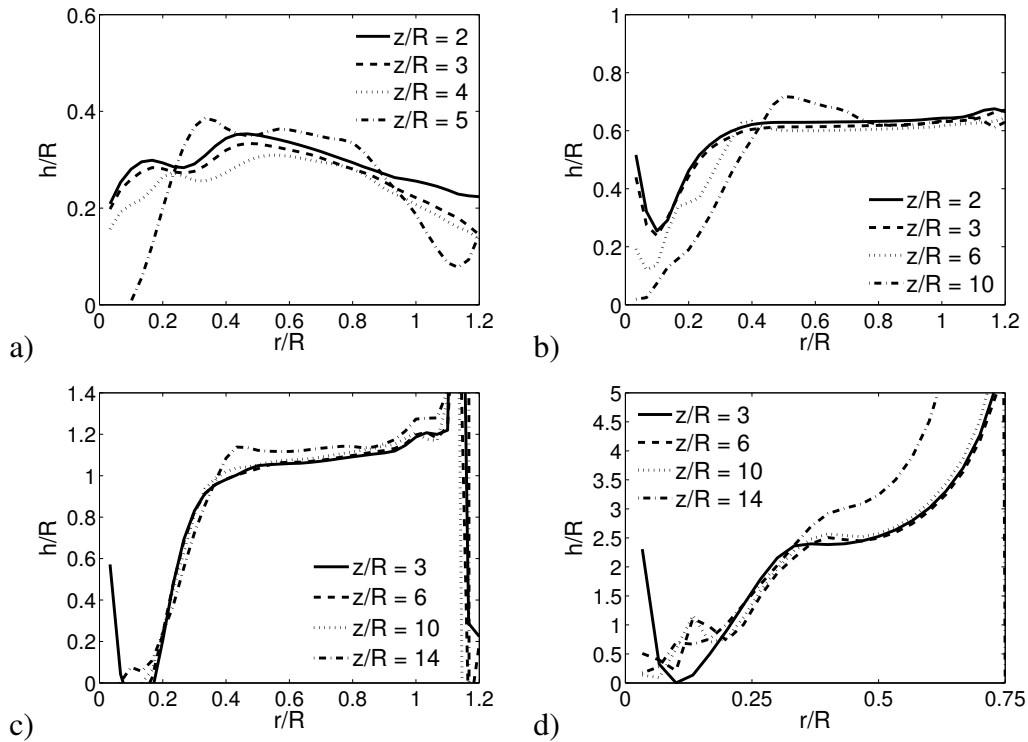 0.6
0.4
0.2
0
h/R
z/R = 2
z/R = 3
z/R = 4
z/R = 5
0 0.2 0.4 0.6 0.8 1 1.2
r/R
a)
1
0.8
0.6
0.4
0.2
0
h/R
z/R = 2
z/R = 3
z/R = 6
z/R = 10
0 0.2 0.4 0.6 0.8 1 1.2
r/R
b)
1.4
1.2
1
0.8
0.6
0.4
0.2
0
h/R
z/R = 3
z/R = 6
z/R = 10
z/R = 14
0 0.2 0.4 0.6 0.8 1 1.2
r/R
c)
5
4.5
4
3.5
3
2.5
2
1.5
1
0.5
0
h/R
z/R = 3
z/R = 6
z/R = 10
z/R = 14
0 0.25 0.5 0.75
r/R
d)